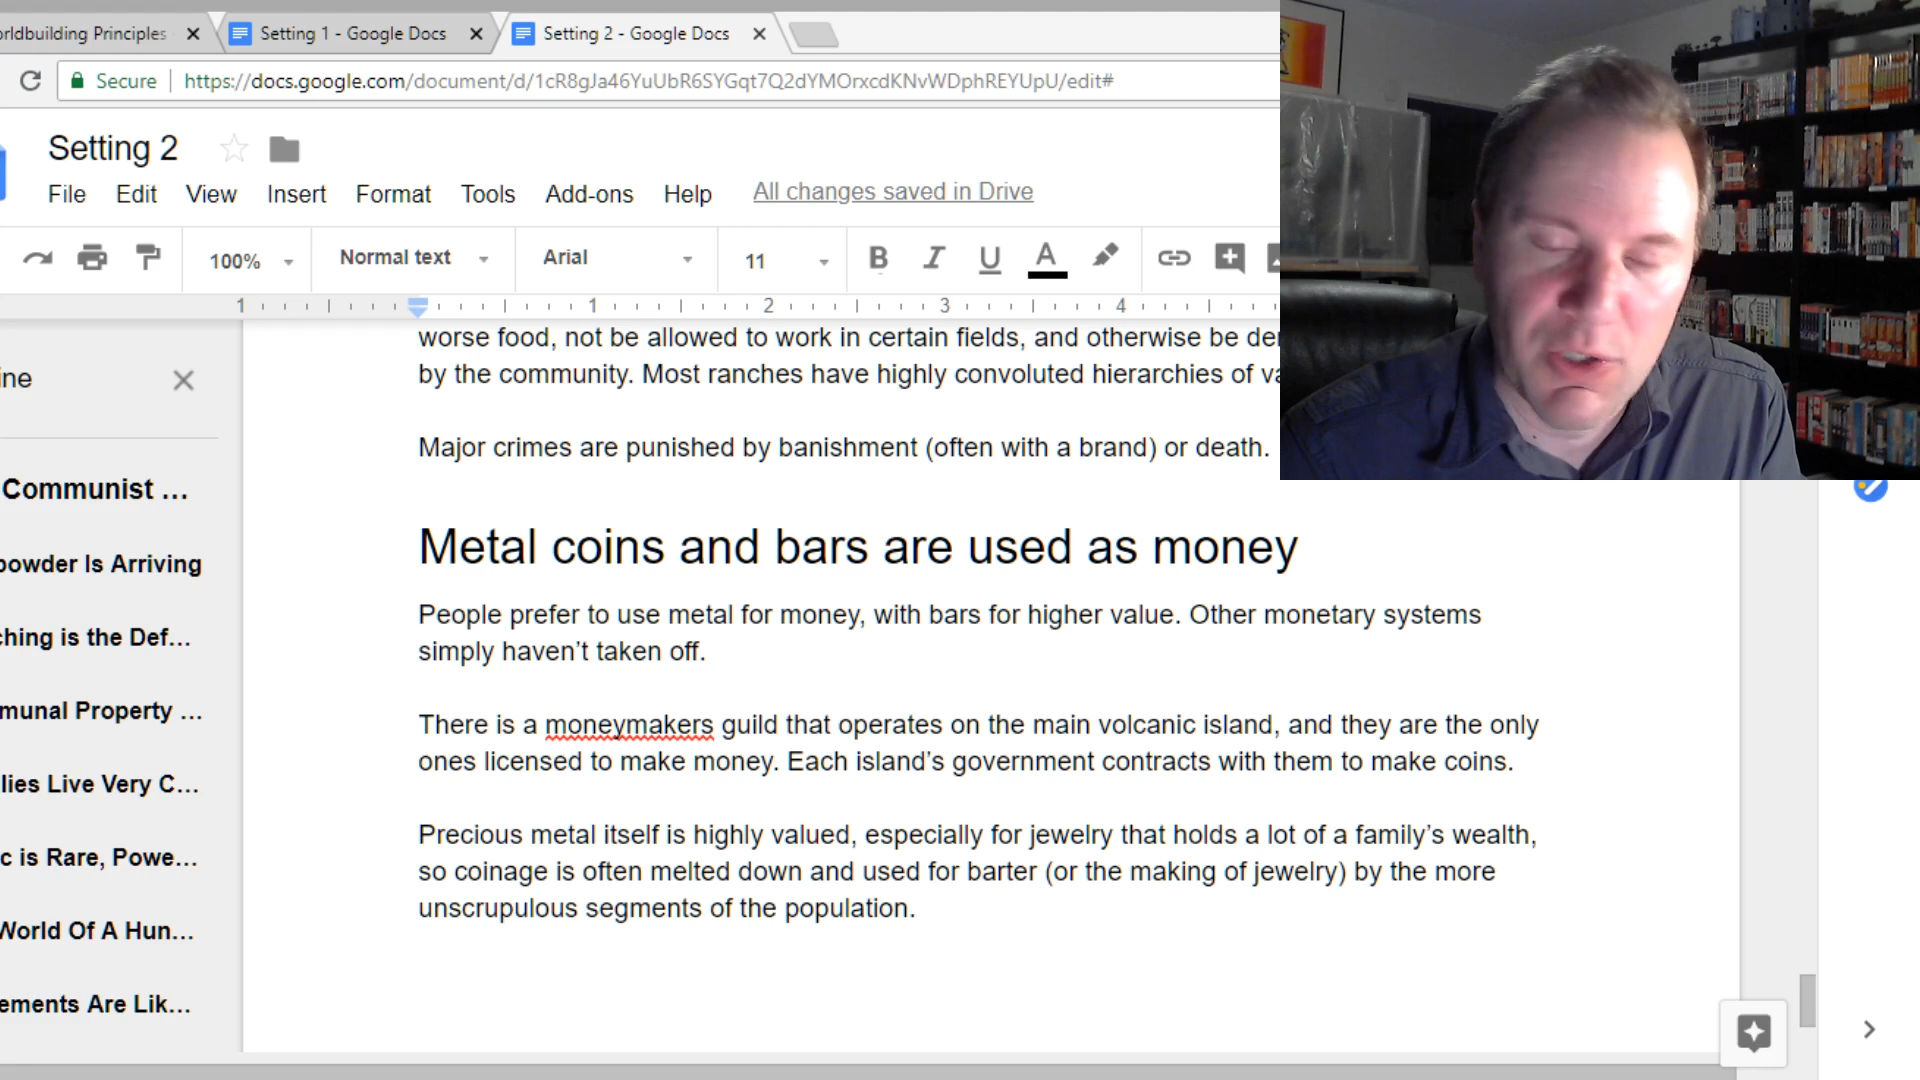 orldbuilding Principles
Setting 1 - Google Docs
Setting 2 - Google Docs
Secure
https://docs.google.com/document/d/1cR8gJa46YuUbR6SYGqt7Q2dYMOrxcdKNvWDphREYUpU/edit#
Setting 2
File Edit View Insert Format Tools Add-ons Help All changes saved in Drive
100% Normal text Arial 11 B I U A
1 1 2 3 4
worse food, not be allowed to work in certain fields, and otherwise be de
by the community. Most ranches have highly convoluted hierarchies of va
Major crimes are punished by banishment (often with a brand) or death.
Metal coins and bars are used as money
People prefer to use metal for money, with bars for higher value. Other monetary systems
simply haven’t taken off.
There is a moneymakers guild that operates on the main volcanic island, and they are the only
ones licensed to make money. Each island’s government contracts with them to make coins.
Precious metal itself is highly valued, especially for jewelry that holds a lot of a family’s wealth,
so coinage is often melted down and used for barter (or the making of jewelry) by the more
unscrupulous segments of the population.
ine
Communist ...
powder Is Arriving
ching is the Def...
munal Property ...
lies Live Very C...
c is Rare, Powe...
World Of A Hun...
ements Are Lik...